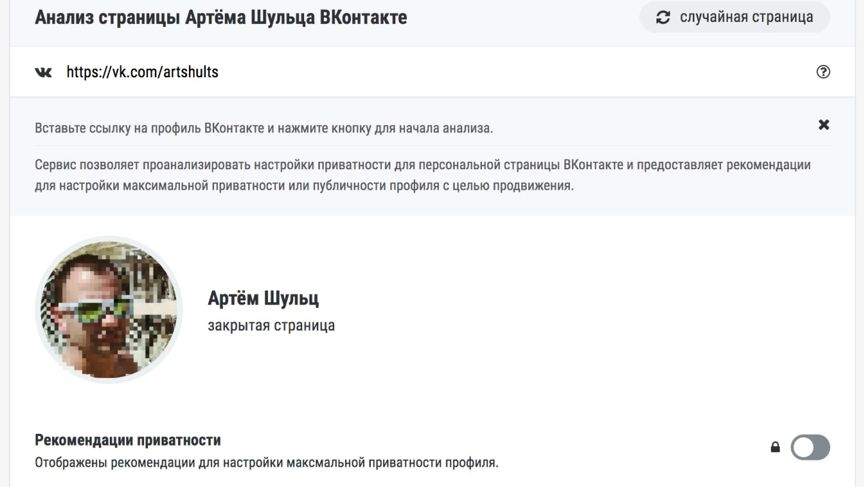 Анализ страницы Артёма Шульца ВКонтакте
случайная страница
https://vk.com/artshults
Вставьте ссылку на профиль ВКонтакте и нажмите кнопку для начала анализа.
Сервис позволяет проанализировать настройки приватности для персональной страницы ВКонтакте и предоставляет рекомендации
для настройки максимальной приватности или публичности профиля с целью продвижения.
Артём Шульц
закрытая страница
Рекомендации приватности
Отображены рекомендации для настройки максмальной приватности профиля.